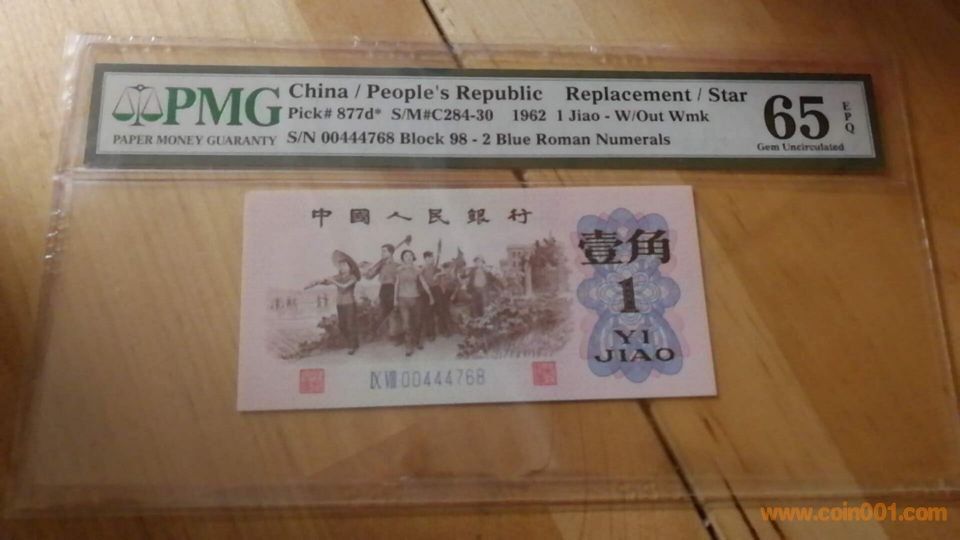 PMG
PAPER MONEY GUARANTY
China / People's Republic Replacement / Star
Pick# 877d* S/M#C284-30 1962 1 Jiao - W/Out Wmk
S/N 00444768 Block 98 - 2 Blue Roman Numerals
65
EPQ
Gem Uncirculated
中國人民銀行
壹角
1
YI
JIAO
Ⅸ Ⅷ 00444768
www.coin001.com